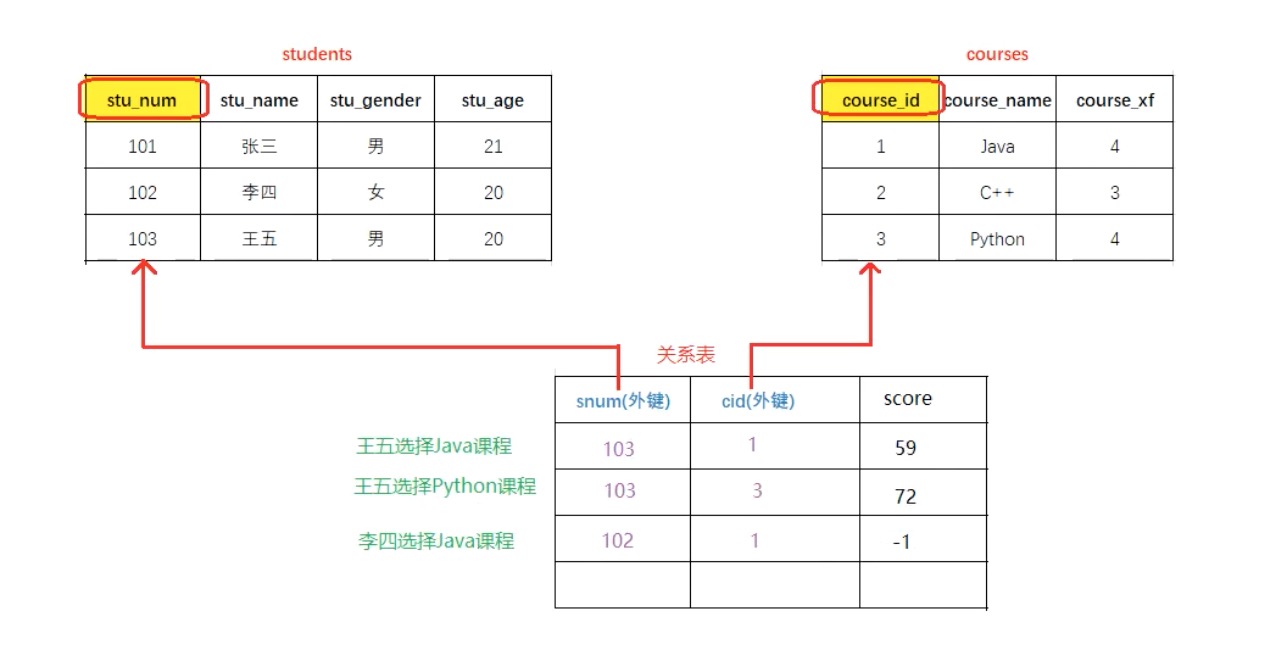 students
stu_num stu_name stu_gender stu_age
101 张三 男 21
102 李四 女 20
103 王五 男 20
courses
course_id course_name course_xf
1 Java 4
2 C++ 3
3 Python 4
关系表
snum(外键) cid(外键) score
王五选择Java课程 103 1 59
王五选择Python课程 103 3 72
李四选择Java课程 102 1 -1